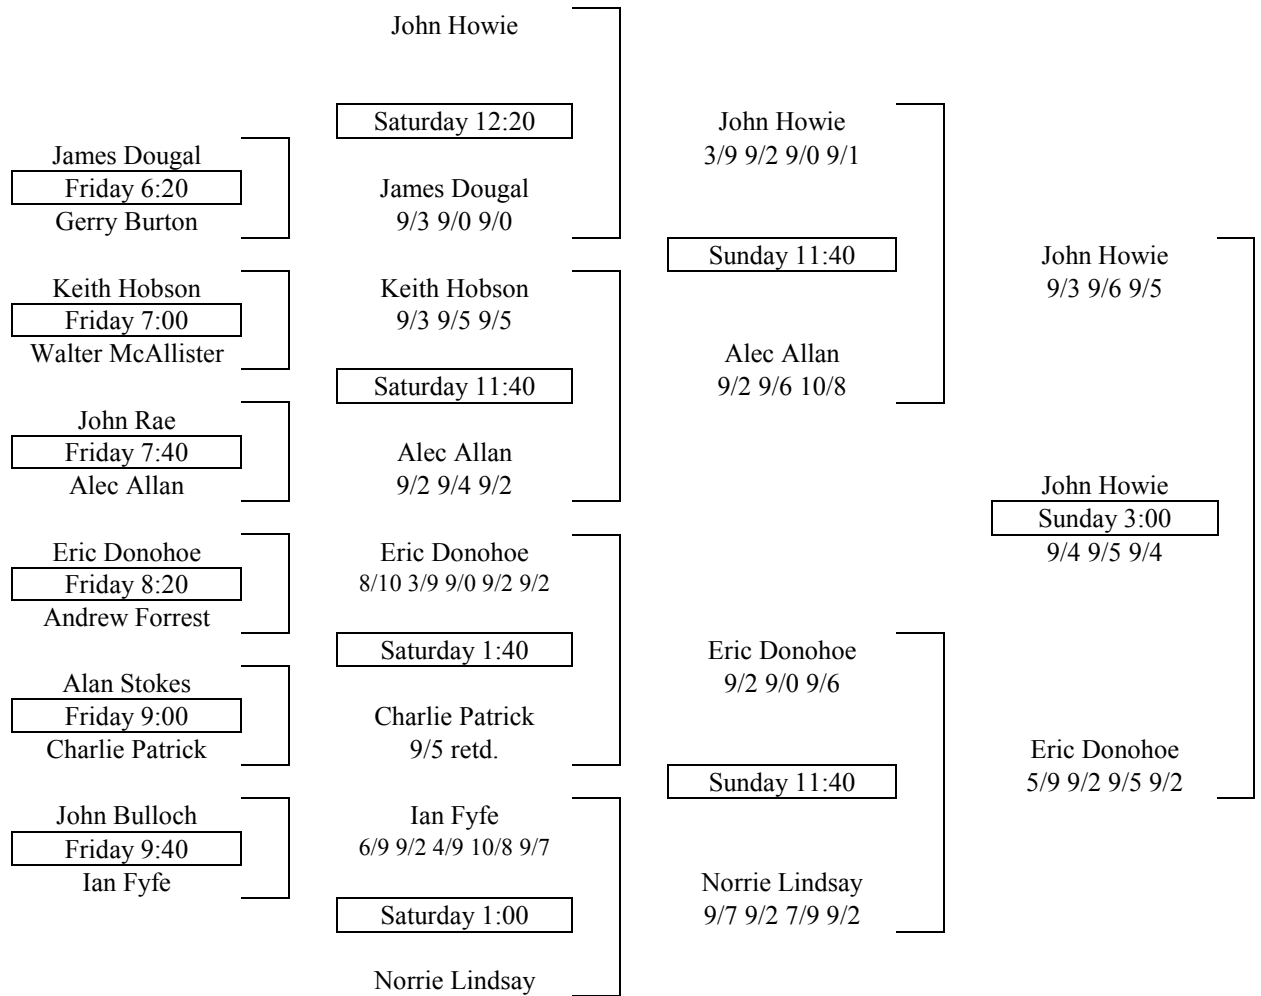 John Howie
Saturday 12:20
James Dougal
9/3 9/0 9/0
James Dougal
Friday 6:20
Gerry Burton
Keith Hobson
Friday 7:00
Walter McAllister
Keith Hobson
9/3 9/5 9/5
Saturday 11:40
Alec Allan
9/2 9/4 9/2
John Rae
Friday 7:40
Alec Allan
Eric Donohoe
Friday 8:20
Andrew Forrest
Eric Donohoe
8/10 3/9 9/0 9/2 9/2
Saturday 1:40
Charlie Patrick
9/5 retd.
Alan Stokes
Friday 9:00
Charlie Patrick
John Bulloch
Friday 9:40
Ian Fyfe
Ian Fyfe
6/9 9/2 4/9 10/8 9/7
Saturday 1:00
Norrie Lindsay
John Howie
3/9 9/2 9/0 9/1
Sunday 11:40
Alec Allan
9/2 9/6 10/8
Eric Donohoe
9/2 9/0 9/6
Sunday 11:40
Norrie Lindsay
9/7 9/2 7/9 9/2
John Howie
9/3 9/6 9/5
John Howie
Sunday 3:00
9/4 9/5 9/4
Eric Donohoe
5/9 9/2 9/5 9/2